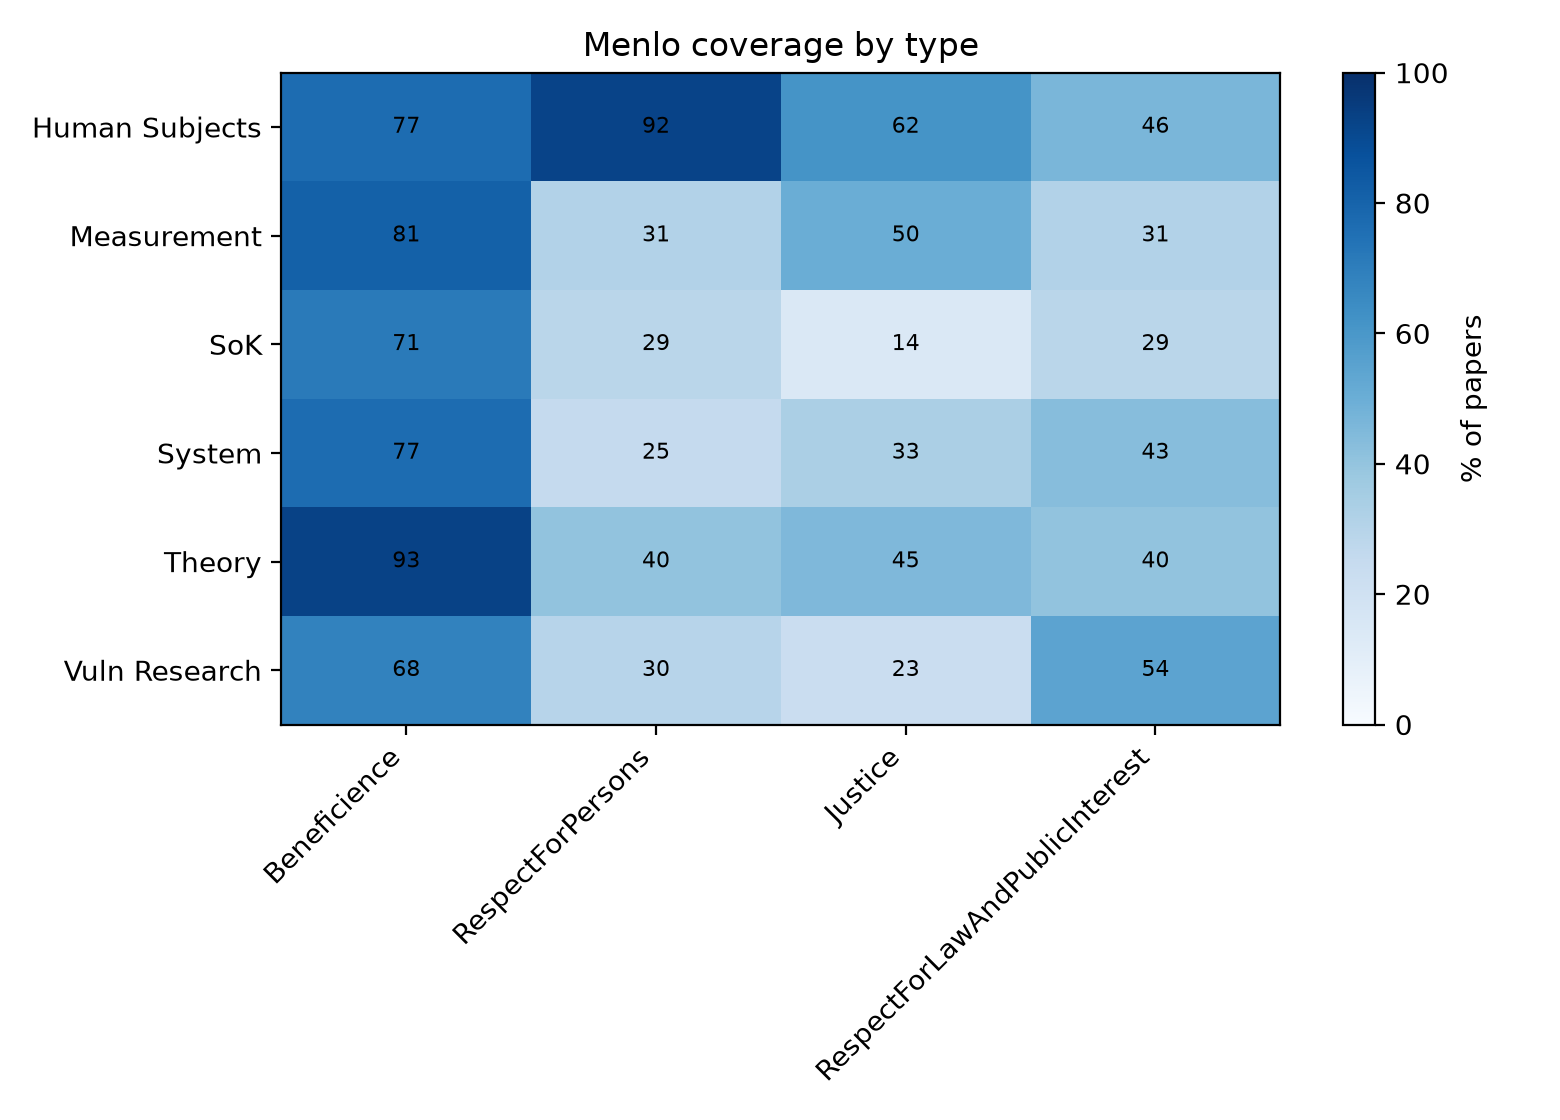 Menlo coverage by type
Human Subjects 77 92 62 46
Measurement 81 31 50 31
SoK 71 29 14 29
System 77 25 33 43
Theory 93 40 45 40
Vuln Research 68 30 23 54
Beneficience
RespectForPersons
Justice
RespectForLawAndPublicInterest
100
80
60
40
20
0
% of papers